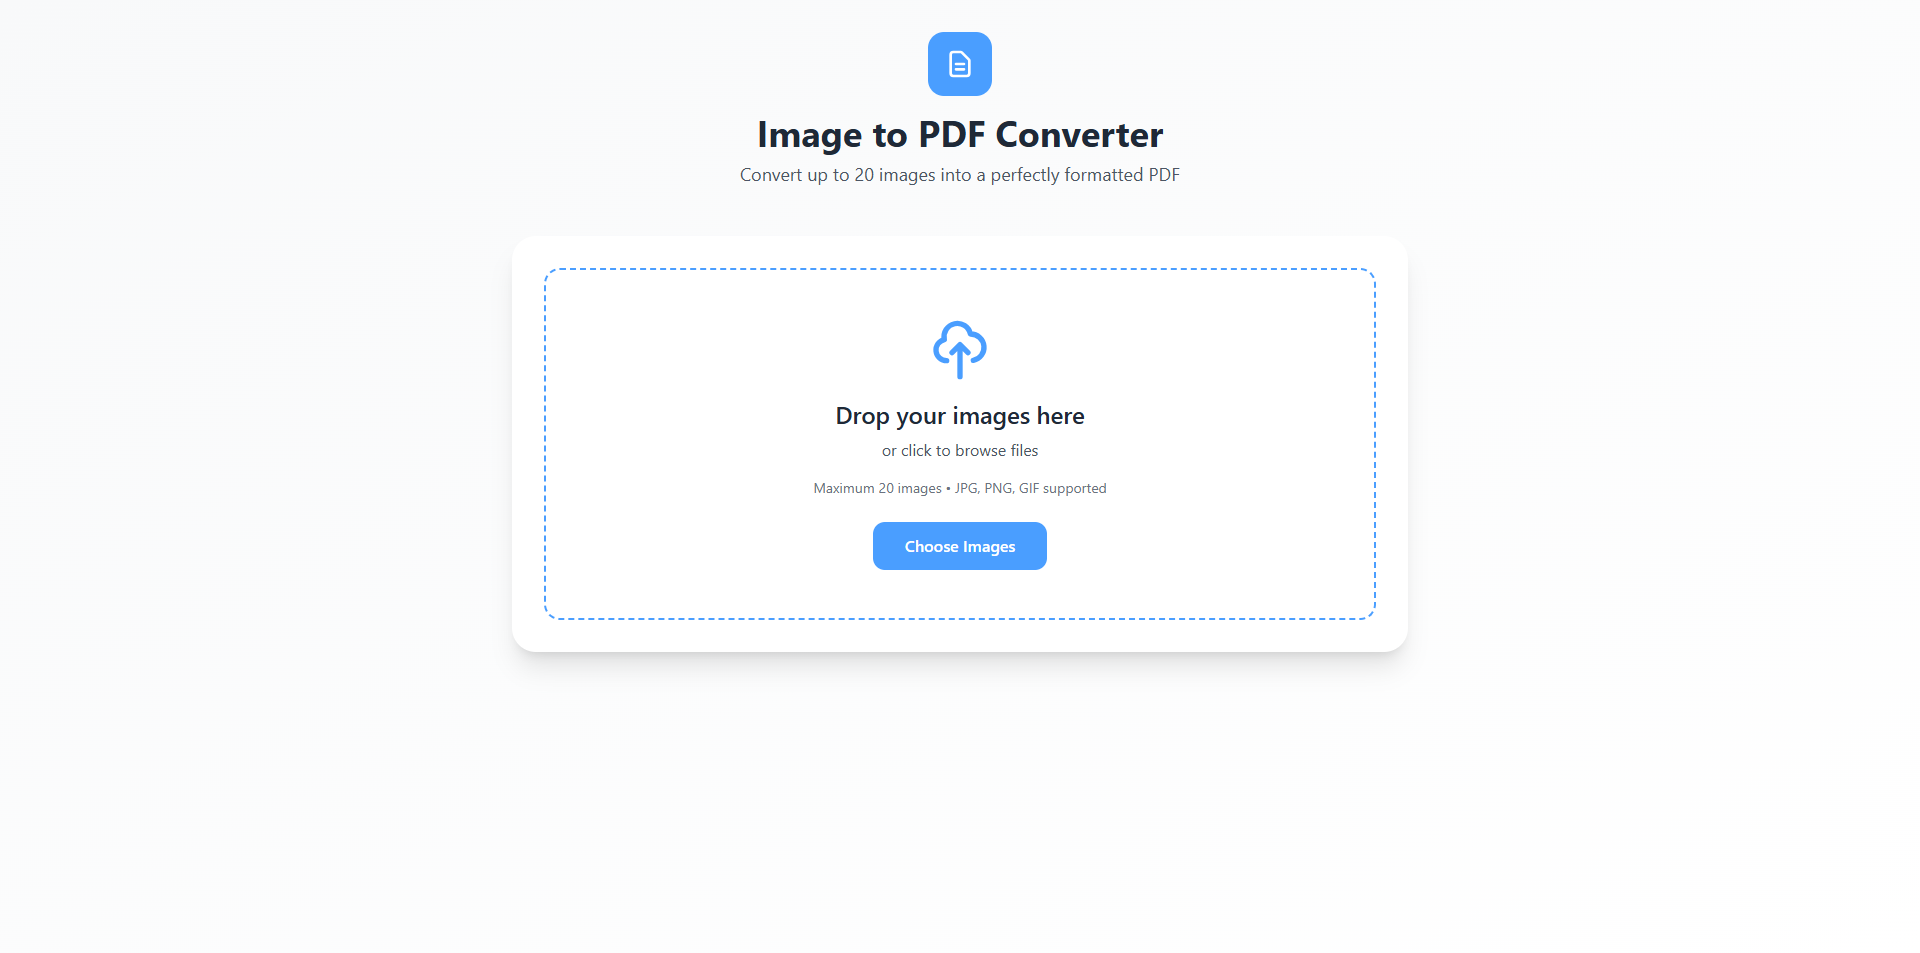 Image to PDF Converter
Convert up to 20 images into a perfectly formatted PDF
Drop your images here
or click to browse files
Maximum 20 images • JPG, PNG, GIF supported
Choose Images